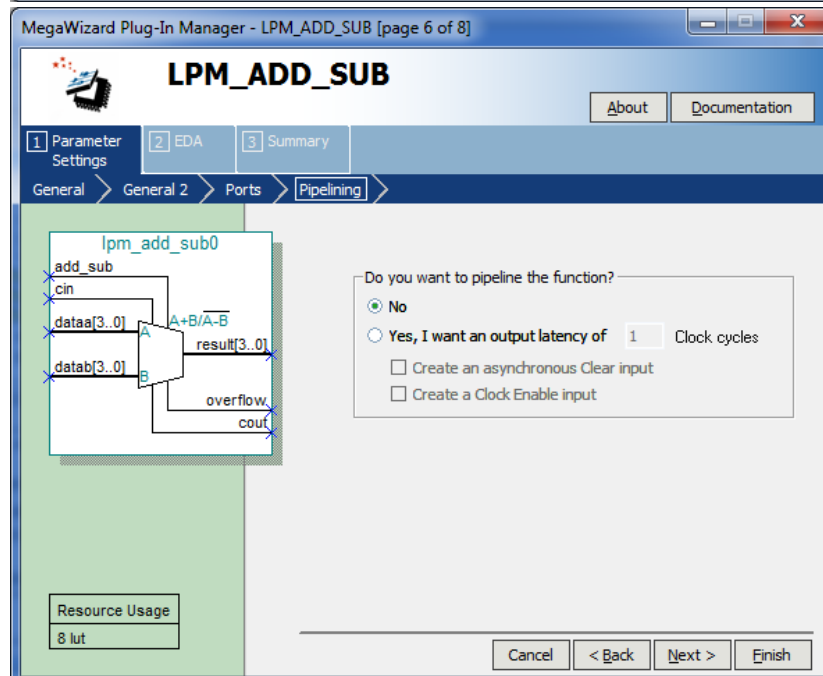 MegaWizard Plug-In Manager - LPM_ADD_SUB [page 6 of 8]
LPM_ADD_SUB
About
Documentation
1 Parameter Settings
2 EDA
3 Summary
General
General 2
Ports
Pipelining
lpm_add_sub0
add_sub
cin
dataa[3..0]
A
A+B/A-B
result[3..0]
datab[3..0]
B
overflow
cout
Do you want to pipeline the function?
No
Yes, I want an output latency of 1 Clock cycles
Create an asynchronous Clear input
Create a Clock Enable input
Resource Usage
8 lut
Cancel
< Back
Next >
Finish